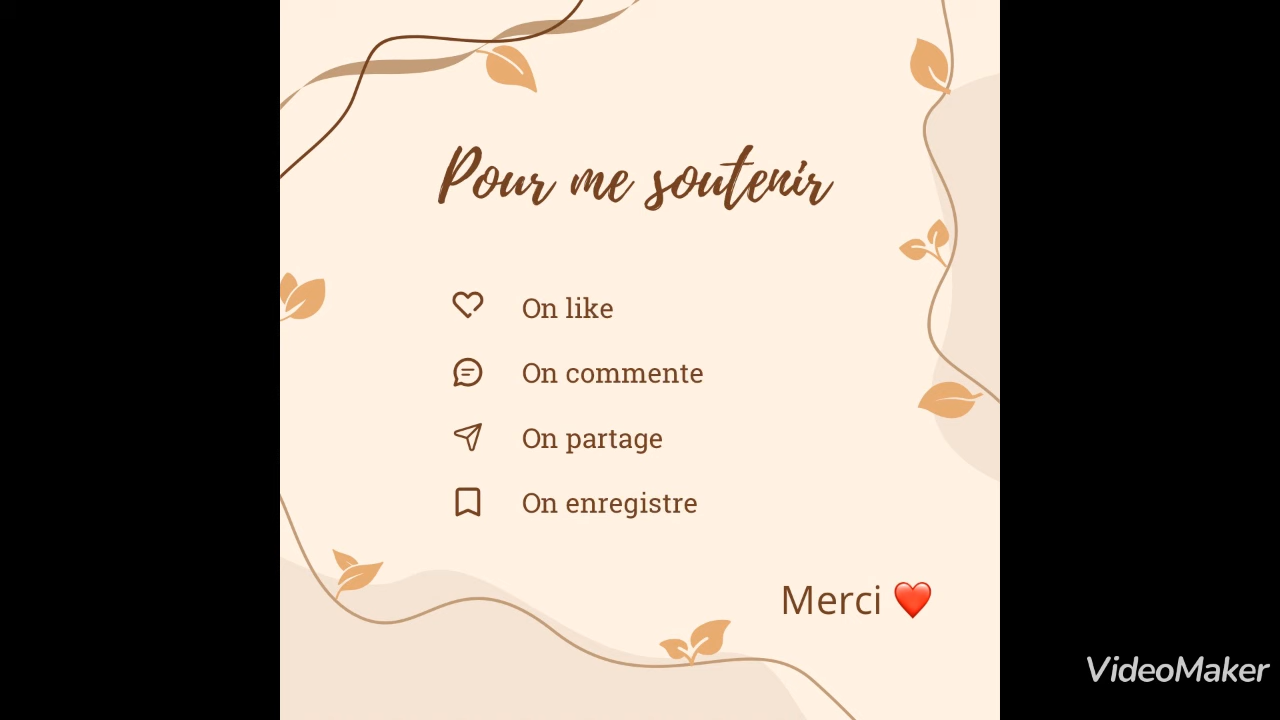 Pour me soutenir
On like
On commente
On partage
On enregistre
Merci ❤️
VideoMaker